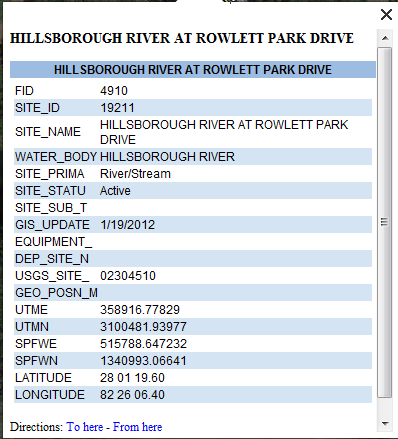 HILLSBOROUGH RIVER AT ROWLETT PARK DRIVE
HILLSBOROUGH RIVER AT ROWLETT PARK DRIVE
FID 4910
SITE_ID 19211
SITE_NAME HILLSBOROUGH RIVER AT ROWLETT PARK
DRIVE
WATER_BODY HILLSBOROUGH RIVER
SITE_PRIMA River/Stream
SITE_STATU Active
SITE_SUB_T
GIS_UPDATE 1/19/2012
EQUIPMENT_
DEP_SITE_N
USGS_SITE_ 02304510
GEO_POSN_M
UTME 358916.77829
UTMN 3100481.93977
SPFWE 515788.647232
SPFWN 1340993.06641
LATITUDE 28 01 19.60
LONGITUDE 82 26 06.40
Directions: To here - From here